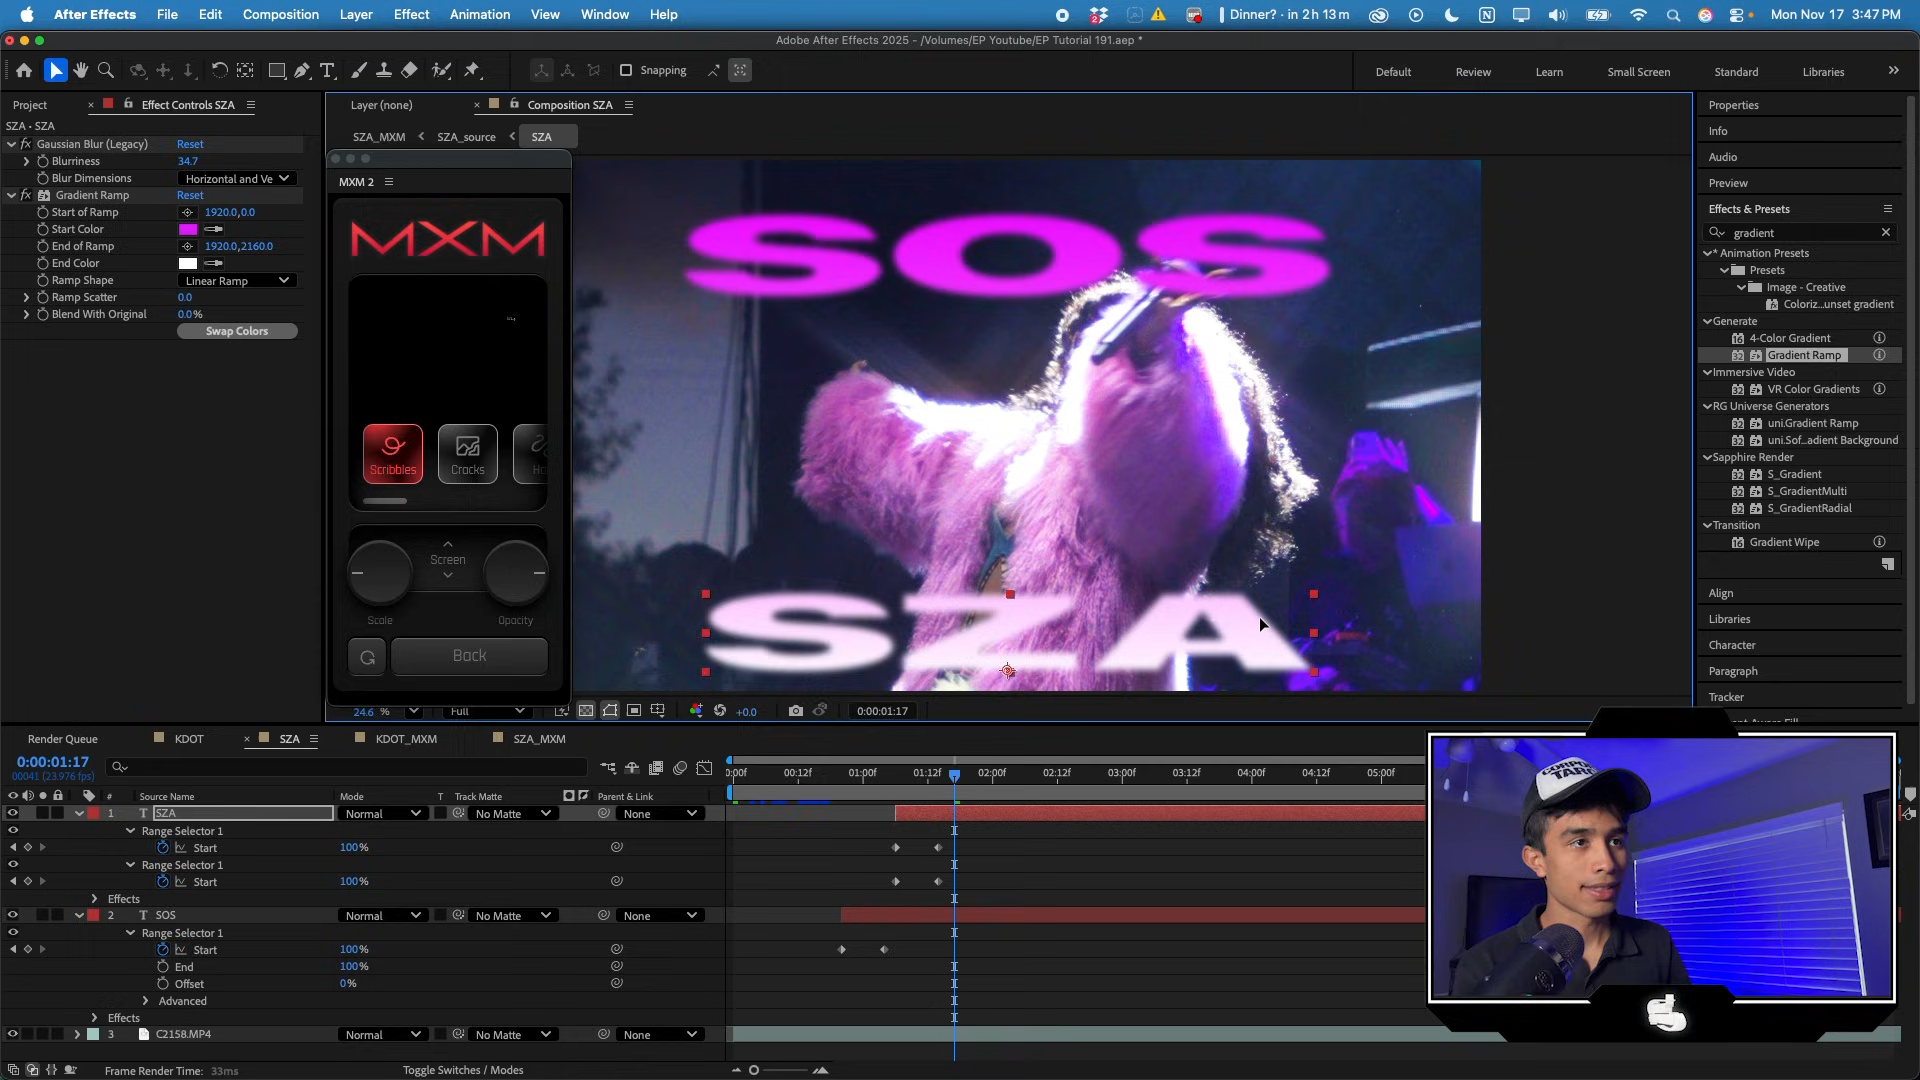 After Effects File Edit Composition Layer Effect Animation View Window Help
2 Dinner? · in 2 h 13 m Mon Nov 17 3:47 PM
Adobe After Effects 2025 - /Volumes/EP Youtube/EP Tutorial 191.aep *
Snapping
Default Review Learn Small Screen Standard Libraries
Project Effect Controls SZA
SZA • SZA
fx Gaussian Blur (Legacy) Reset
Blurriness 34.7
Blur Dimensions Horizontal and Ve
fx Gradient Ramp Reset
Start of Ramp 1920.0,0.0
Start Color
End of Ramp 1920.0,2160.0
End Color
Ramp Shape Linear Ramp
Ramp Scatter 0.0
Blend With Original 0.0%
Swap Colors
Layer (none) Composition SZA
SZA_MXM SZA_source SZA
MXM 2
MXM
Scribbles Cracks
Screen
Scale Opacity
Back
SOS
SZA
24.6 % Full +0.0 0:00:01:17
Properties
Info
Audio
Preview
Effects & Presets
gradient
* Animation Presets
Presets
Image - Creative
Coloriz...unset gradient
Generate
4-Color Gradient
Gradient Ramp
Immersive Video
VR Color Gradients
RG Universe Generators
uni.Gradient Ramp
uni.Sof...adient Background
Sapphire Render
S_Gradient
S_GradientMulti
S_GradientRadial
Transition
Gradient Wipe
Align
Libraries
Character
Paragraph
Tracker
Render Queue KDOT SZA KDOT_MXM SZA_MXM
0:00:01:17
00041 (23.976 fps)
# Source Name Mode T Track Matte Parent & Link
:00f 00:12f 01:00f 01:12f 02:00f 02:12f 03:00f 03:12f 04:00f 04:12f 05:00f
1 T SZA Normal No Matte None
Range Selector 1
Start 100%
Range Selector 1
Start 100%
Effects
2 T SOS Normal No Matte None
Range Selector 1
Start 100%
End 100%
Offset 0%
Advanced
Effects
3 C2158.MP4 Normal No Matte None
Frame Render Time: 33ms Toggle Switches / Modes